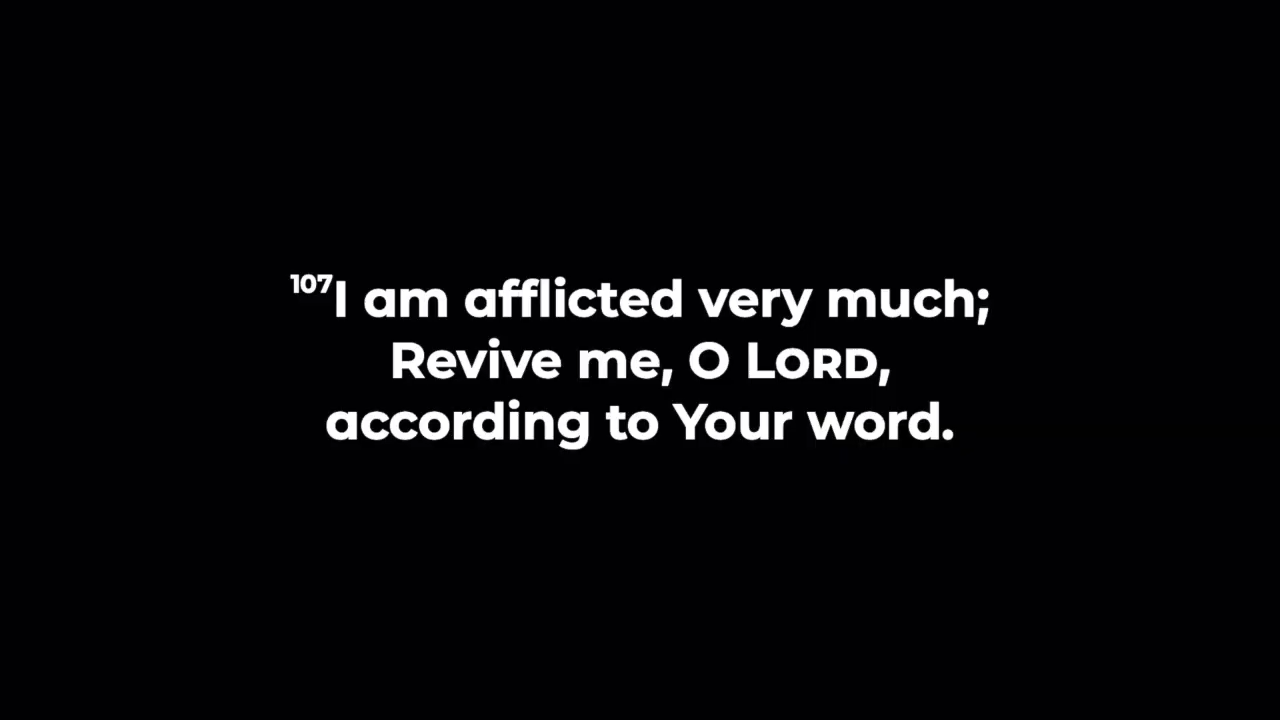 107I am afflicted very much;
Revive me, O LORD,
according to Your word.